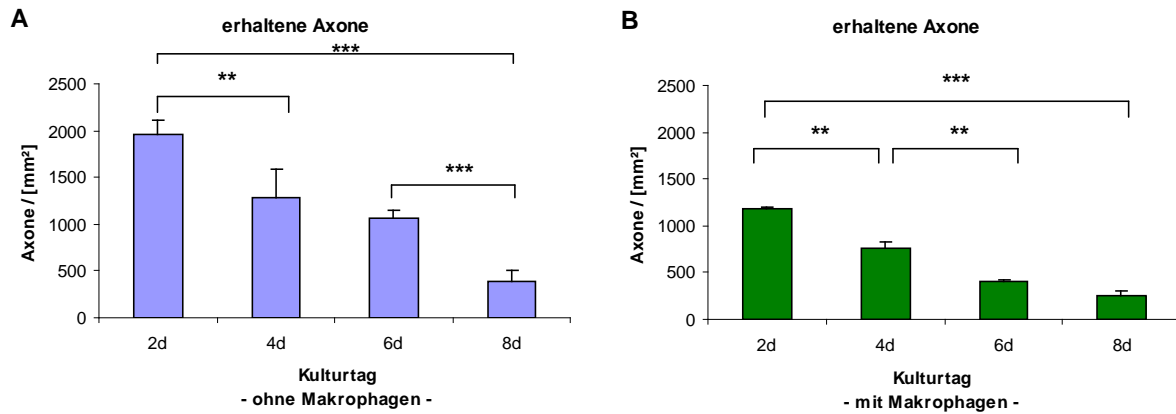 A
erhaltene Axone
***
**
***
2500
2000
1500
1000
500
0
Axone / [mm²]
2d 4d 6d 8d
Kulturtag
- ohne Makrophagen -
B
erhaltene Axone
***
** **
2500
2000
1500
1000
500
0
Axone / [mm²]
2d 4d 6d 8d
Kulturtag
- mit Makrophagen -